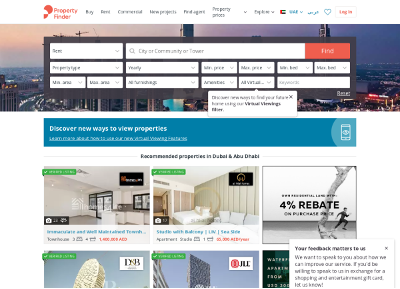 Property Finder
Buy Rent Commercial New projects Find agent Property prices Explore UAE عربي Log In
Rent City or Community or Tower Find
Property type Yearly Min. price Max. price Min. bed Max. bed
Min. area Max. area All furnishings Amenities All Virtual... Keywords
Discover new ways to find your future
home using our Virtual Viewings
filter.
Reset
Discover new ways to view properties
Learn more about how to use our new Virtual Viewing Features
Recommended properties in Dubai & Abu Dhabi
Immaculate and Well Maintained Townh...
Townhouse 3 4 1,400,000 AED
Studio with Balcony | LIV | Sea Side
Apartment Studio 1 65,000 AED/year
4% REBATE
ON PURCHASE PRICE
D&B
JLL
WATERF
APARTM
FROM A
Your feedback matters to us
We want to speak to you about how we
can improve our service. If you'd be
willing to speak to us in exchange for a
shopping and entertainment gift card,
let us know!